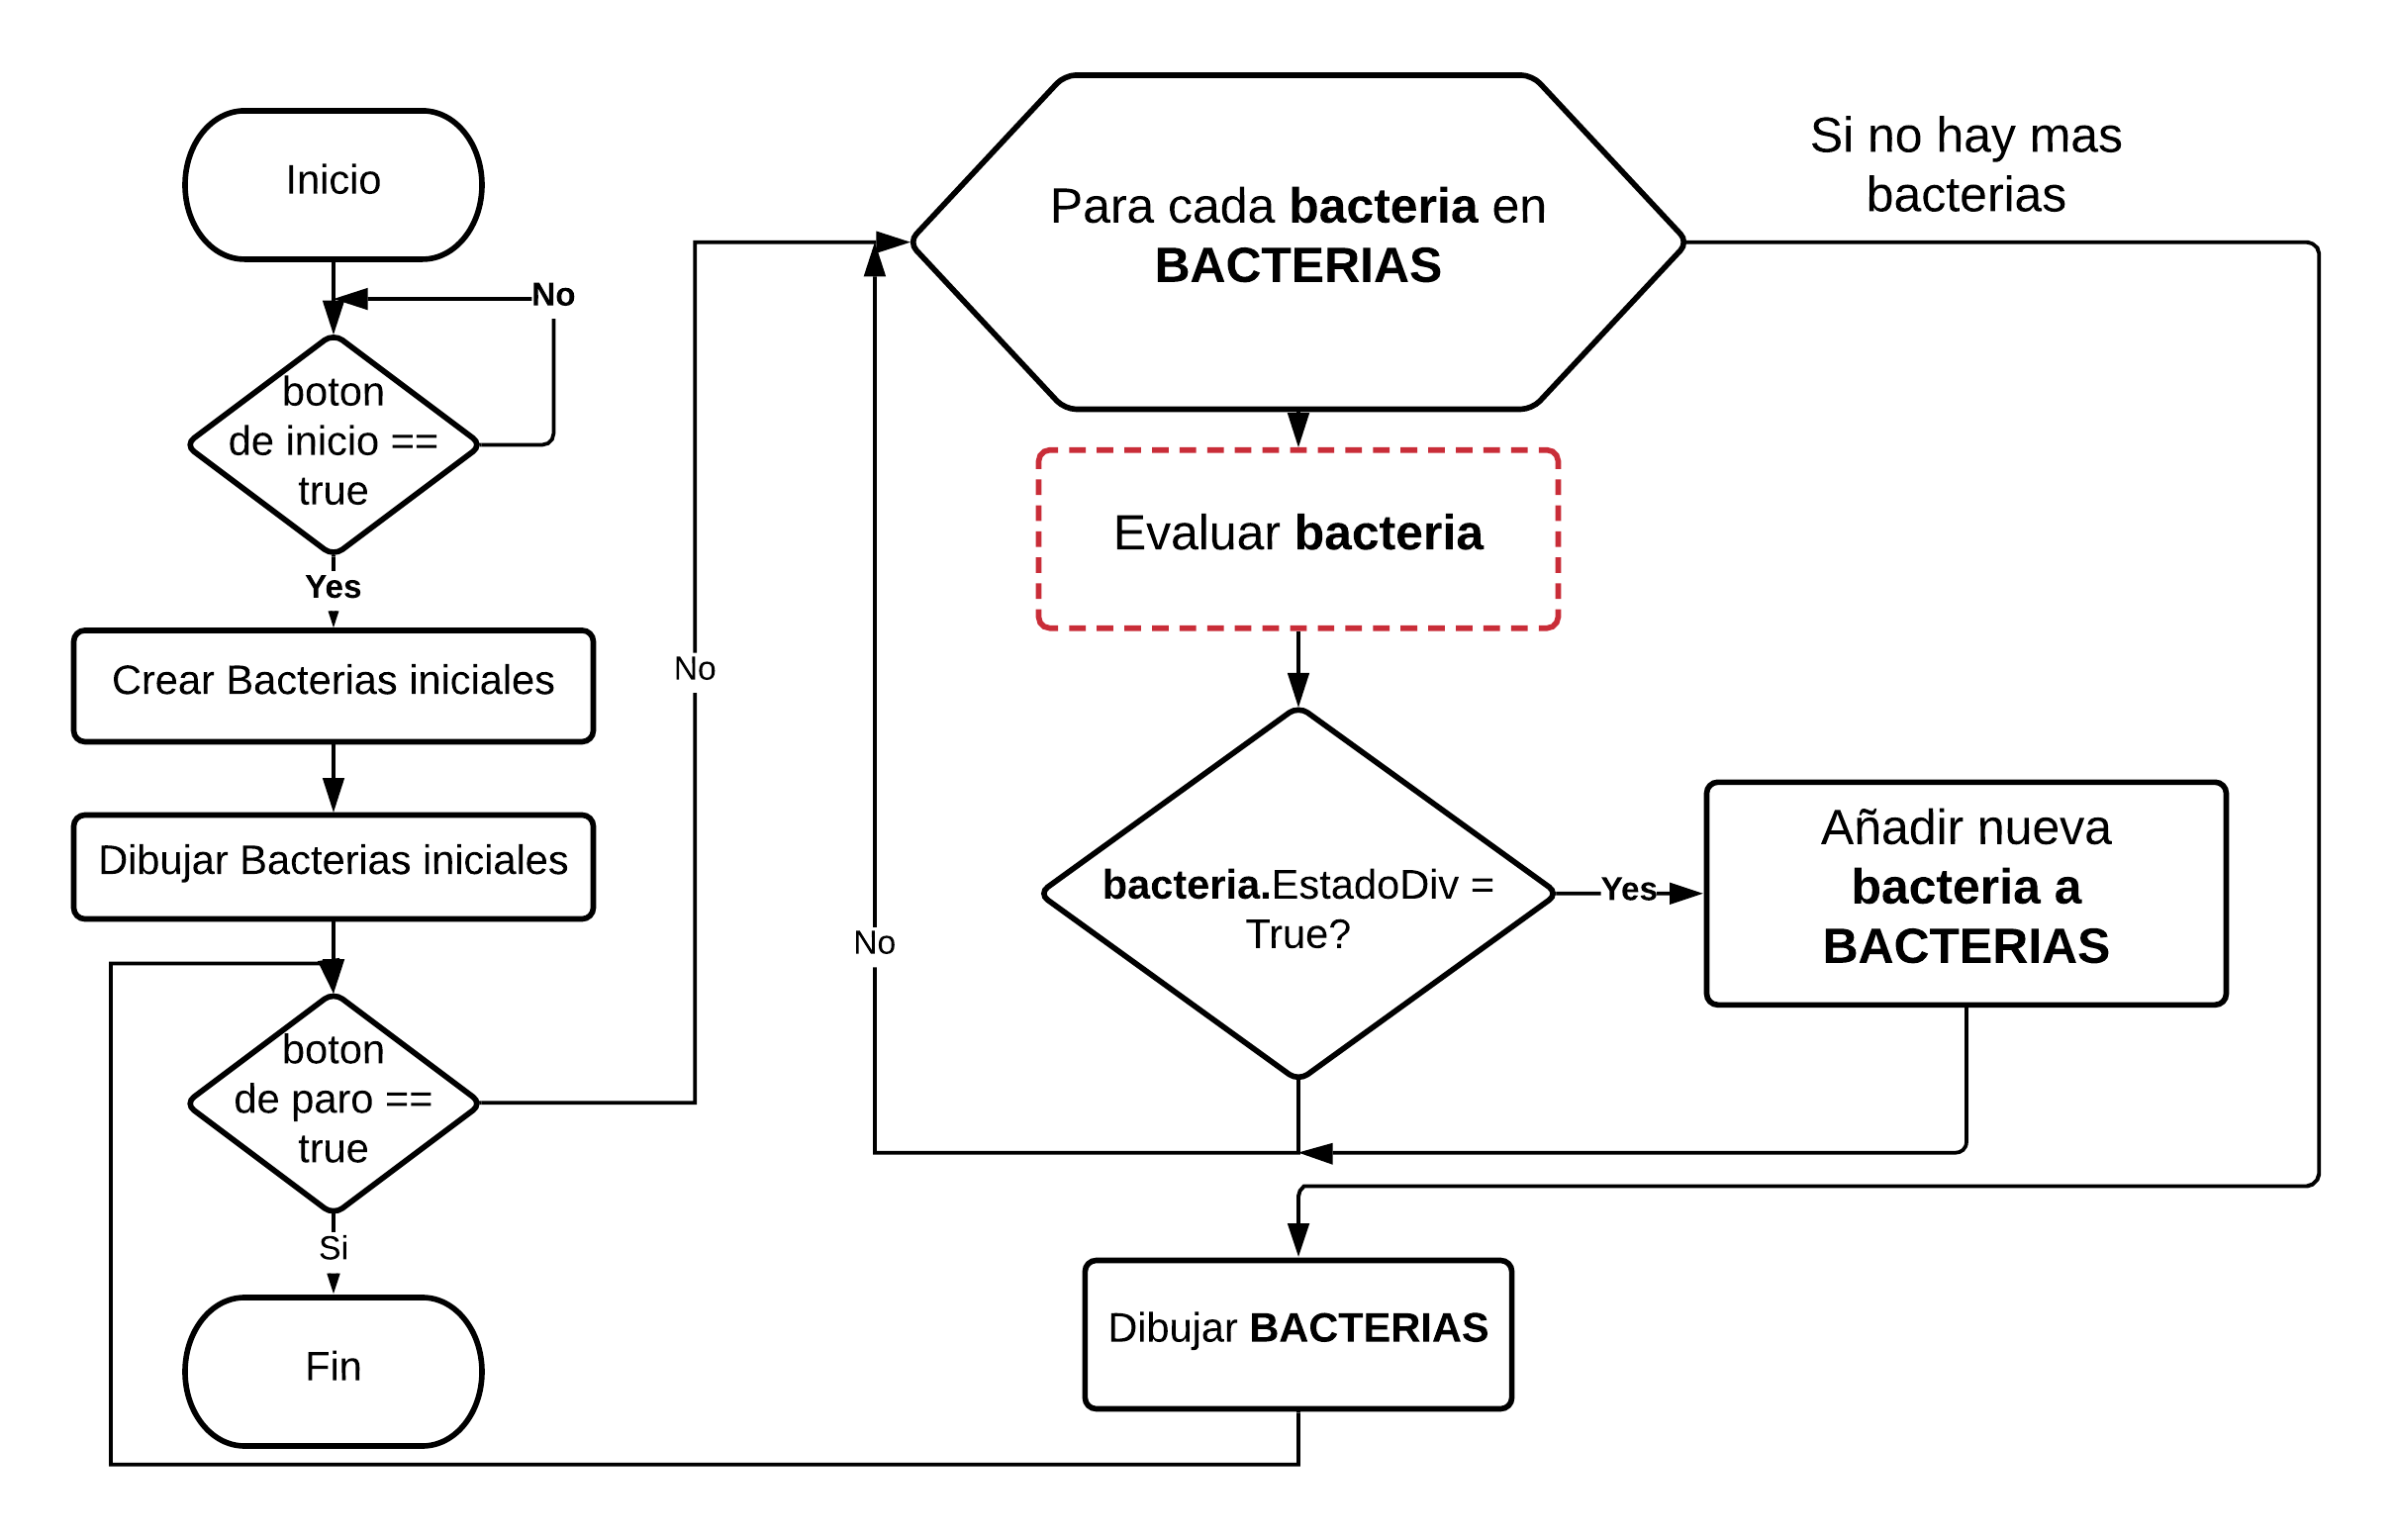 Inicio
No
boton
de inicio ==
true
Yes
Crear Bacterias iniciales
Dibujar Bacterias iniciales
boton
de paro ==
true
Si
Fin
No
Para cada bacteria en
BACTERIAS
Si no hay mas
bacterias
Evaluar bacteria
bacteria.EstadoDiv =
True?
No
Yes
Añadir nueva
bacteria a
BACTERIAS
Dibujar BACTERIAS